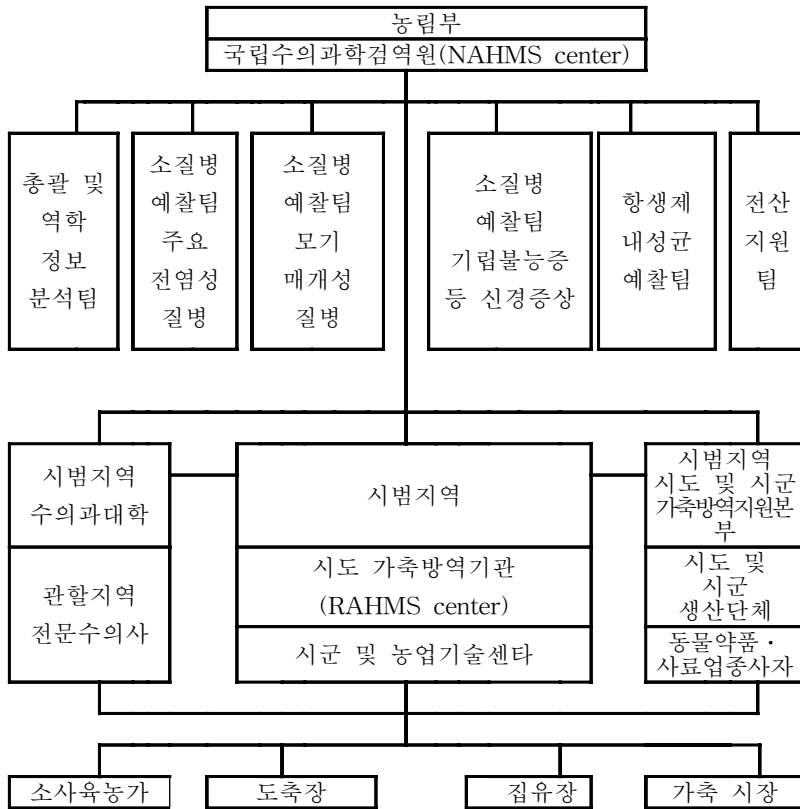 농림부
국립수의과학검역원(NAHMS center)
총괄 및
역학
정보
분석팀
소질병
예찰팀
주요
전염성
질병
소질병
예찰팀
모기
매개성
질병
소질병
예찰팀
기립불능증
등 신경증상
항생제
내성균
예찰팀
전산
지원
팀
시범지역
수의과대학
관할지역
전문수의사
시범지역
시도 가축방역기관
(RAHMS center)
시군 및 농업기술센타
시범지역
시도 및 시군
가축방역지원본
부
시도 및
시군
생산단체
동물약품·
사료업종사자
소사육농가
도축장
집유장
가축 시장